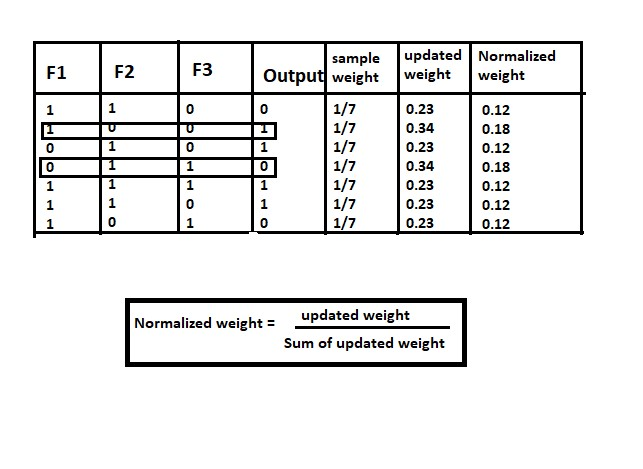 F1 F2 F3 Output sample weight updated weight Normalized weight
1 1 0 0 1/7 0.23 0.12
1 0 0 1 1/7 0.34 0.18
0 1 0 1 1/7 0.23 0.12
0 1 1 0 1/7 0.34 0.18
1 1 1 1 1/7 0.23 0.12
1 1 0 1 1/7 0.23 0.12
1 0 1 0 1/7 0.23 0.12
Normalized weight =
updated weight
Sum of updated weight